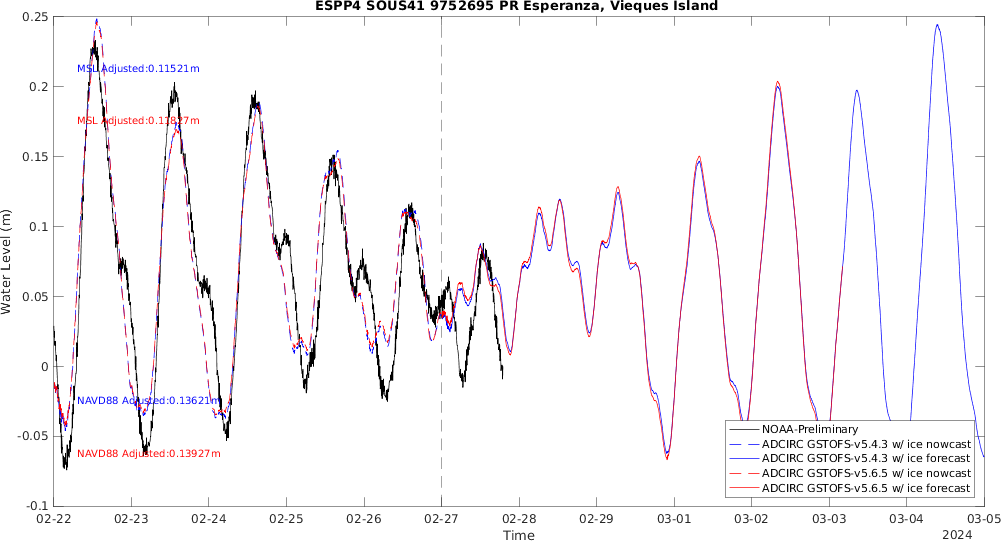 ESPP4 SOUS41 9752695 PR Esperanza, Vieques Island
0.25
0.2
0.15
0.1
0.05
0
-0.05
-0.1
Water Level (m)
MSL Adjusted:0.11521m
MSL Adjusted:0.11827m
NAVD88 Adjusted:0.13621m
NAVD88 Adjusted:0.13927m
NOAA-Preliminary
ADCIRC GSTOFS-v5.4.3 w/ ice nowcast
ADCIRC GSTOFS-v5.4.3 w/ ice forecast
ADCIRC GSTOFS-v5.6.5 w/ ice nowcast
ADCIRC GSTOFS-v5.6.5 w/ ice forecast
02-22 02-23 02-24 02-25 02-26 02-27 02-28 02-29 03-01 03-02 03-03 03-04 03-05
Time
2024